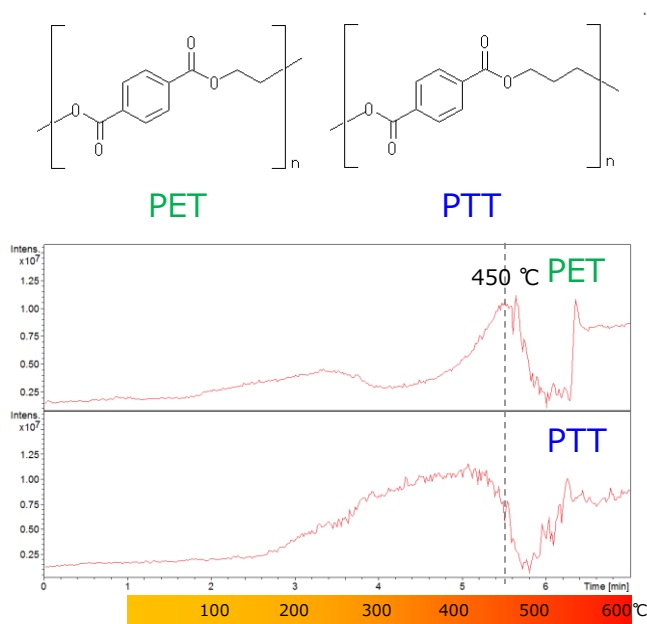 O
O
O
O
n
O
O
O
O
n
PET
PTT
Intens.
x10⁷
1.25
1.00
0.75
0.50
0.25
450 ℃
PET
Intens.
x10⁷
1.25
1.00
0.75
0.50
0.25
PTT
0 1 2 3 4 5 6 Time [min]
100 200 300 400 500 600℃